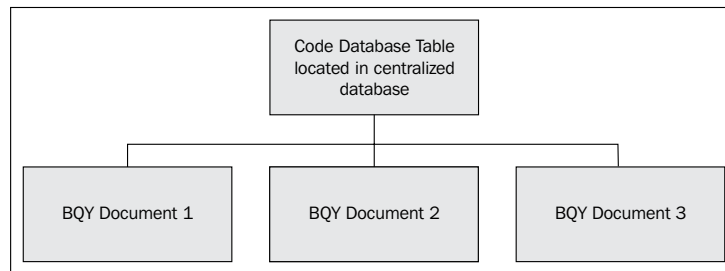 Code Database Table
located in centralized
database
BQY Document 1
BQY Document 2
BQY Document 3